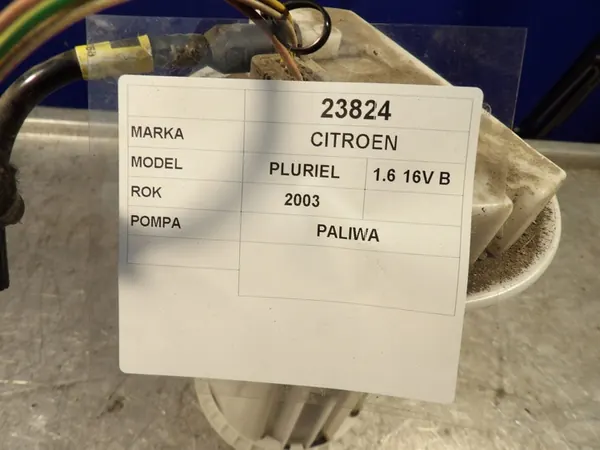 23824
MARKA CITROEN
MODEL PLURIEL 1.6 16V B
ROK 2003
POMPA PALIWA